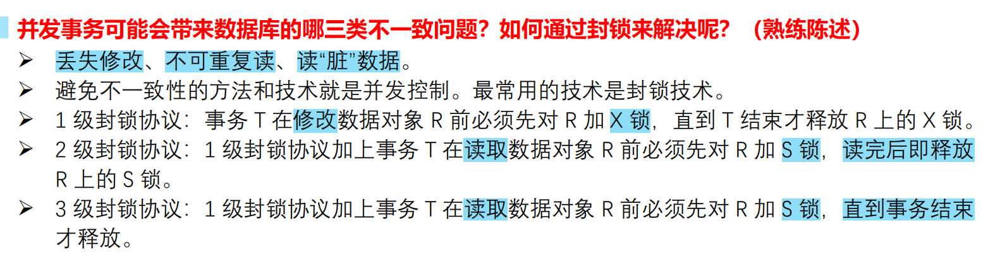 并发事务可能会带来数据库的哪三类不一致问题？如何通过封锁来解决呢？（熟练陈述）
➢ 丢失修改、不可重复读、读“脏”数据。
➢ 避免不一致性的方法和技术就是并发控制。最常用的技术是封锁技术。
➢ 1 级封锁协议：事务 T 在修改数据对象 R 前必须先对 R 加 X 锁，直到 T 结束才释放 R 上的 X 锁。
➢ 2 级封锁协议：1 级封锁协议加上事务 T 在读取数据对象 R 前必须先对 R 加 S 锁，读完后即释放
R 上的 S 锁。
➢ 3 级封锁协议：1 级封锁协议加上事务 T 在读取数据对象 R 前必须先对 R 加 S 锁，直到事务结束
才释放。